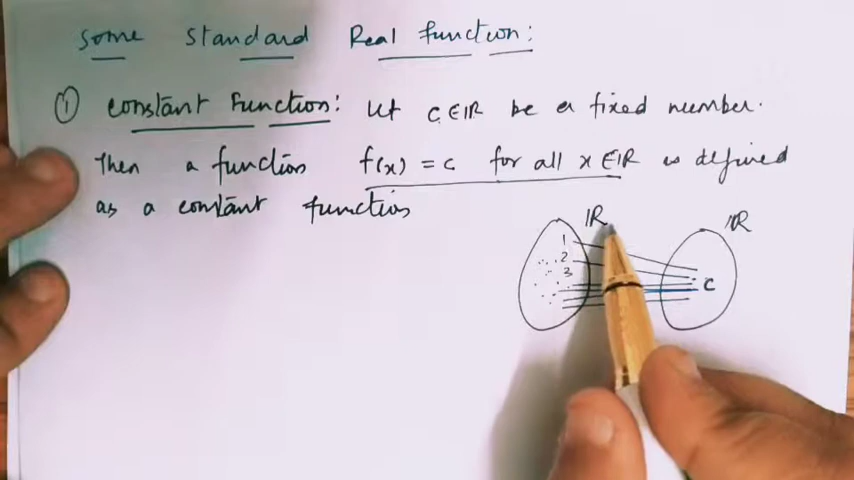 Some Standard Real function:
① Constant Function: Let C∈ℝ be a fixed number.
Then a function f(x) = c for all x∈ℝ is defined
as a constant function
ℝ ℝ
1
2
3
C